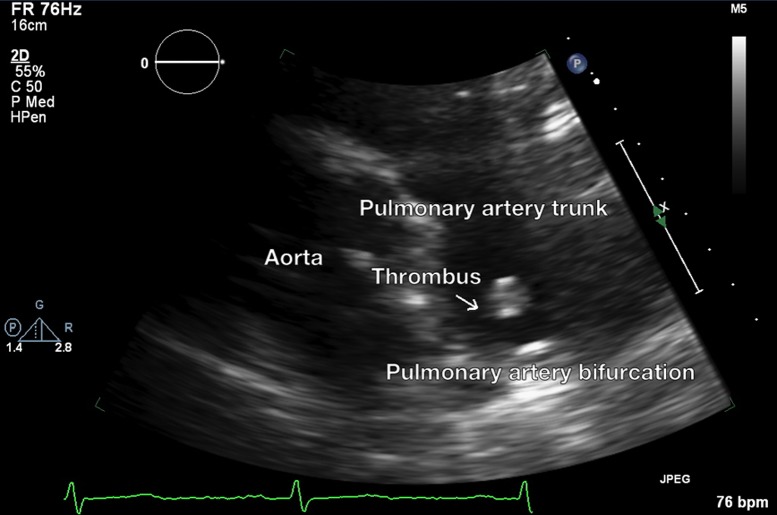 FR 76Hz
16cm
2D
55%
C 50
P Med
HPen
M5
0
P
X
Pulmonary artery trunk
Aorta
Thrombus
Pulmonary artery bifurcation
G
P R
1.4 2.8
JPEG
76 bpm